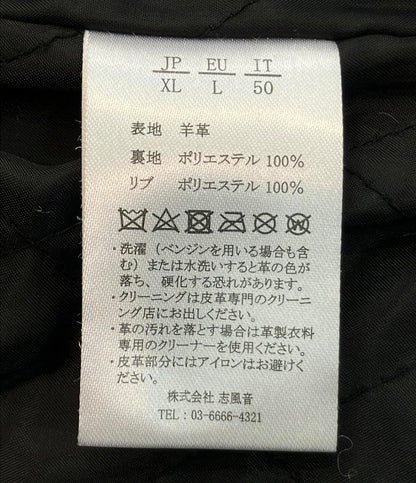 JP EU IT
XL L 50
表地 羊革
裏地 ポリエステル 100%
リブ ポリエステル 100%
・洗濯(ベンジンを用いる場合も含
む)または水洗いすると革の色が
落ち、硬化する恐れがあります。
・クリーニングは皮革専門のクリーニ
ング店にお出しください。
・革の汚れを落とす場合は革製衣料
専用のクリーナーを使用ください。
・皮革部分にはアイロンはお避けく
ださい。
株式会社 志風音
TEL：03-6666-4321